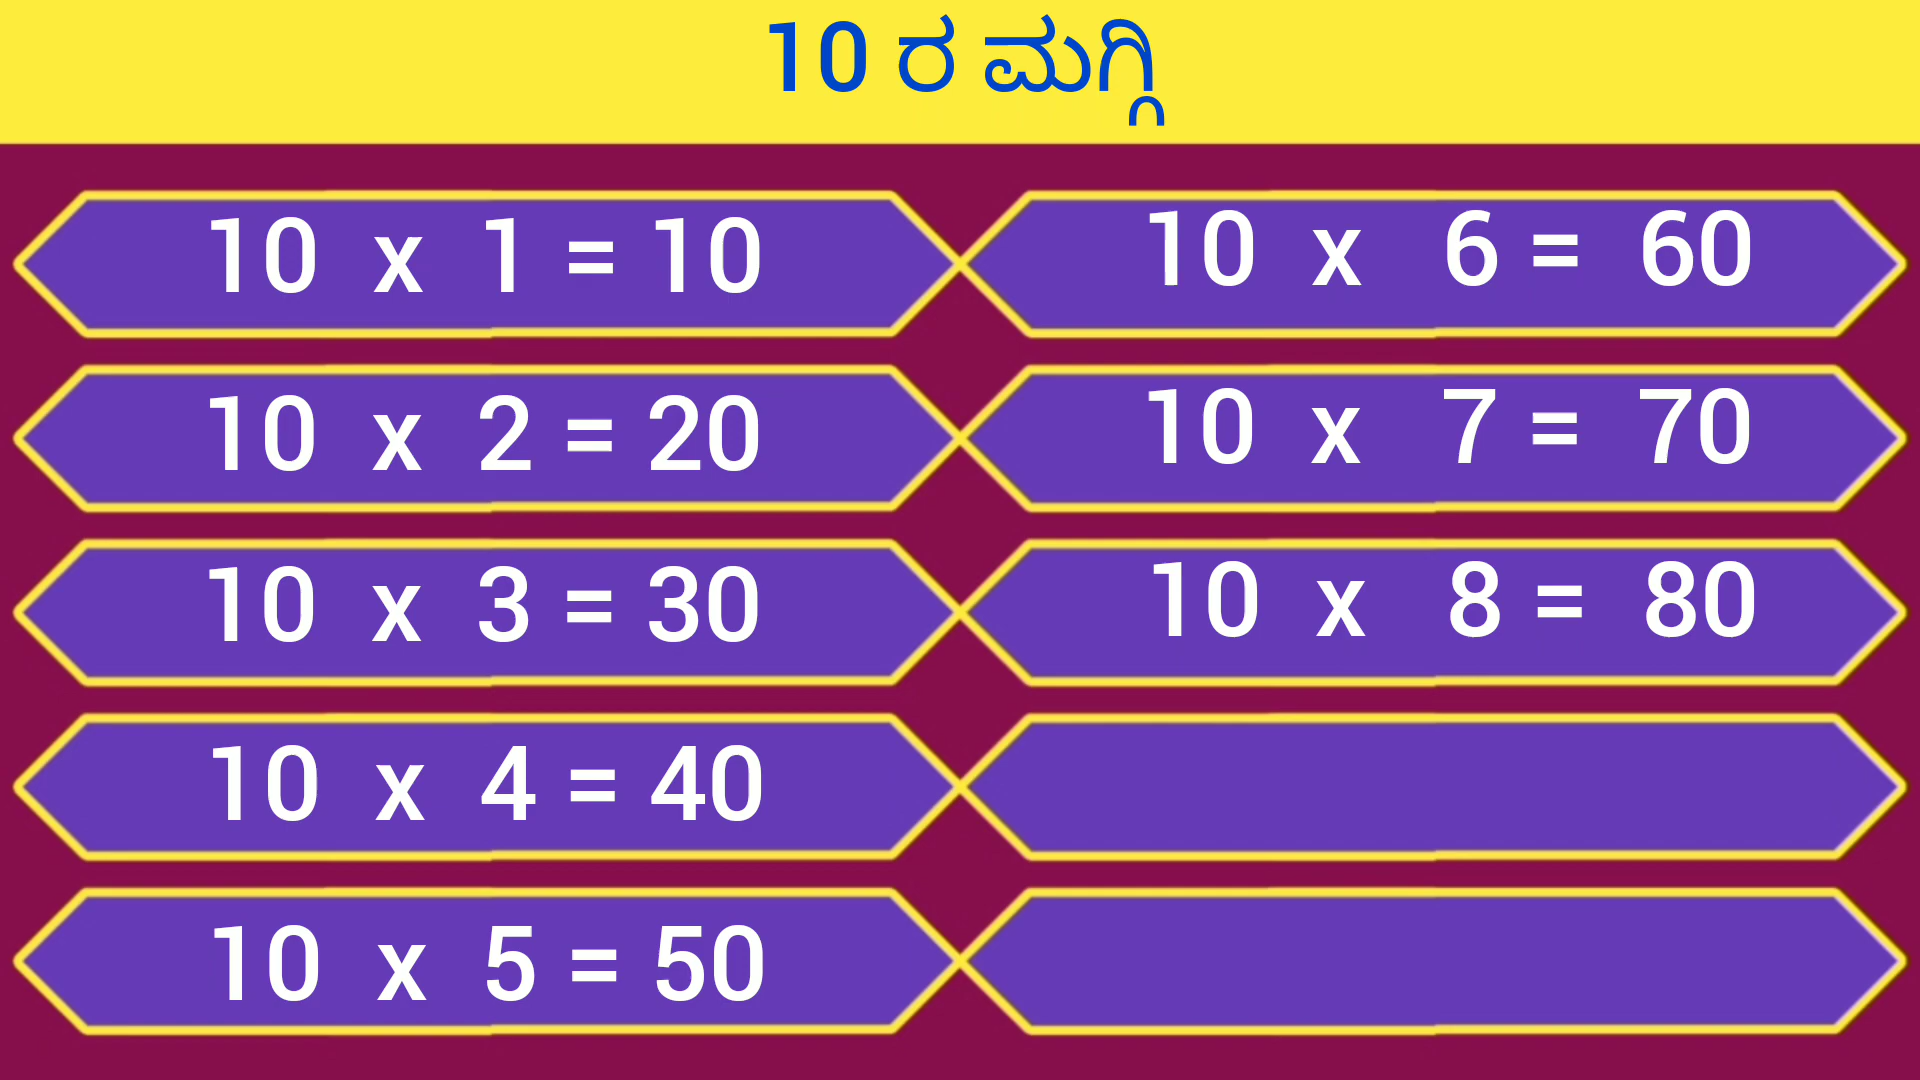 10 ರ ಮಗ್ಗಿ
10 x 1 = 10
10 x 2 = 20
10 x 3 = 30
10 x 4 = 40
10 x 5 = 50
10 x 6 = 60
10 x 7 = 70
10 x 8 = 80